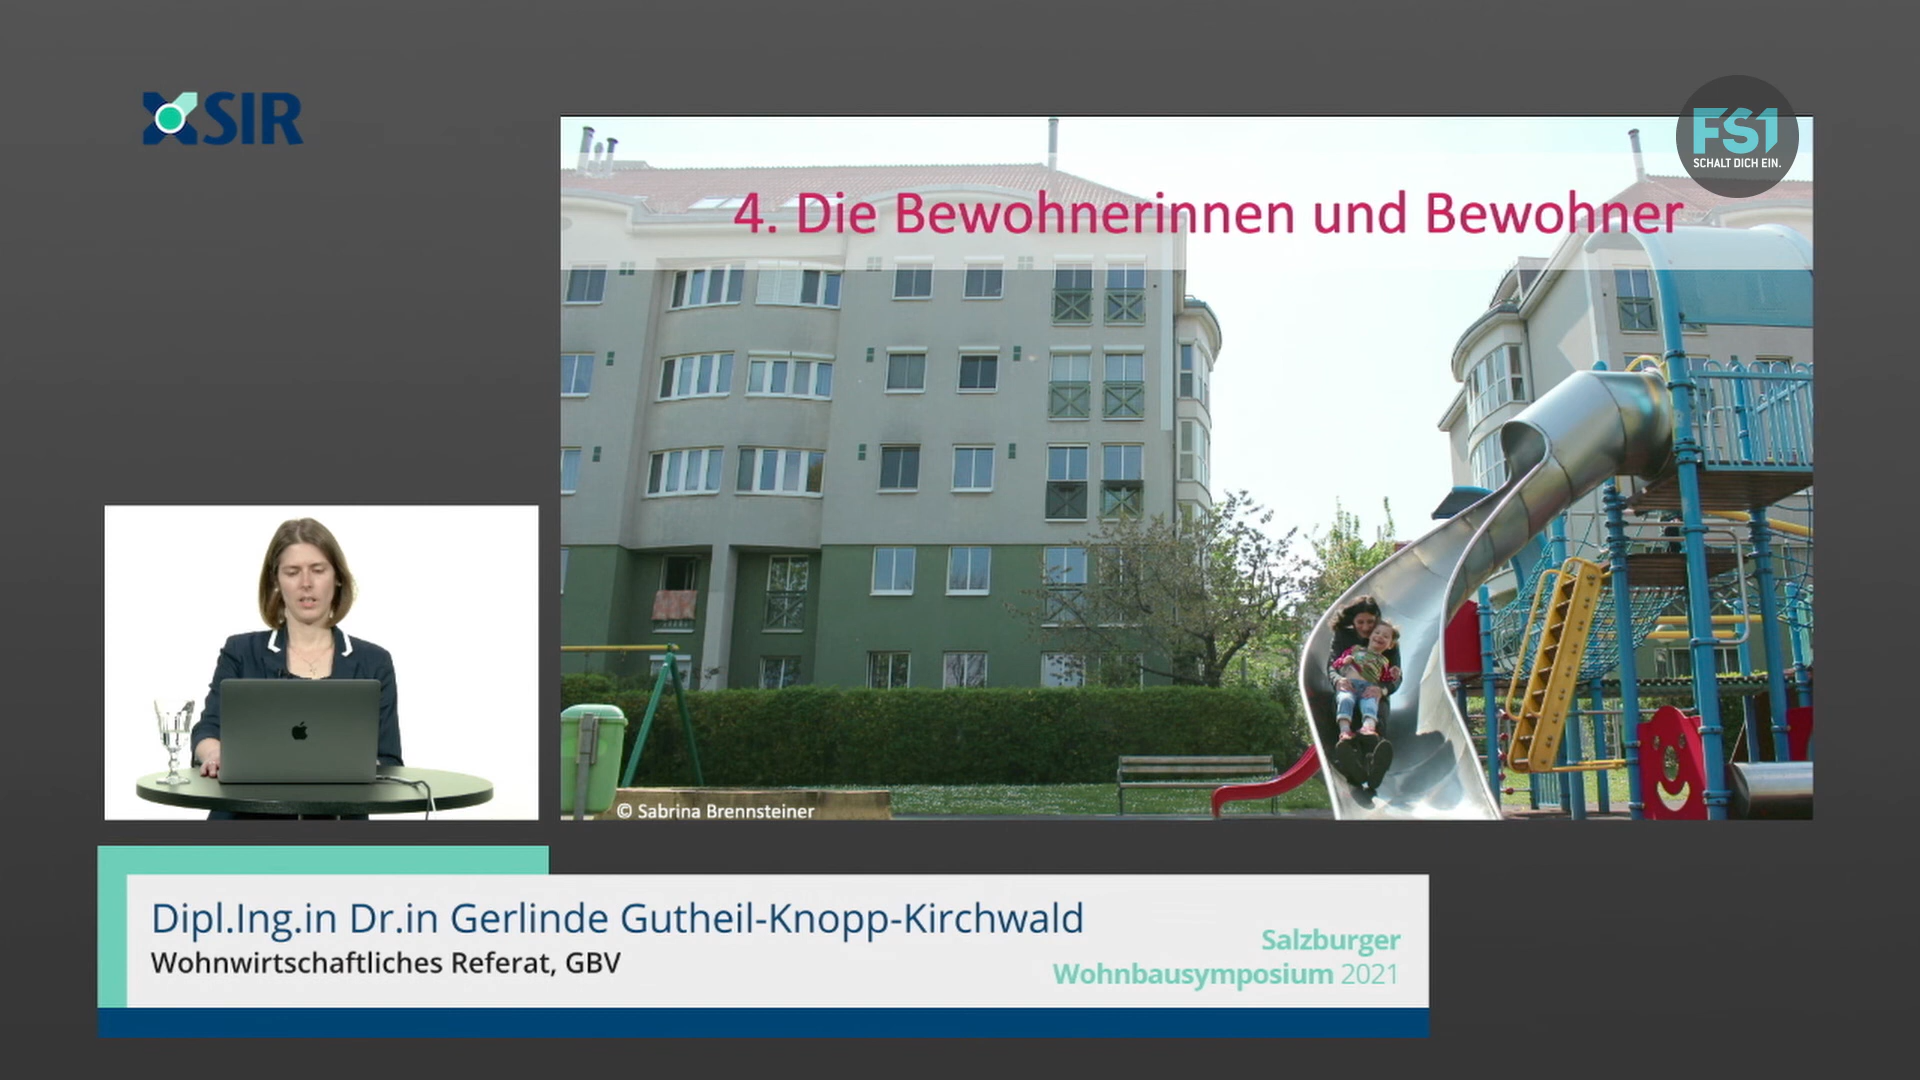 SIR
FS1
SCHALT DICH EIN.
4. Die Bewohnerinnen und Bewohner
© Sabrina Brennsteiner
Dipl.Ing.in Dr.in Gerlinde Gutheil-Knopp-Kirchwald
Wohnwirtschaftliches Referat, GBV
Salzburger
Wohnbausymposium 2021